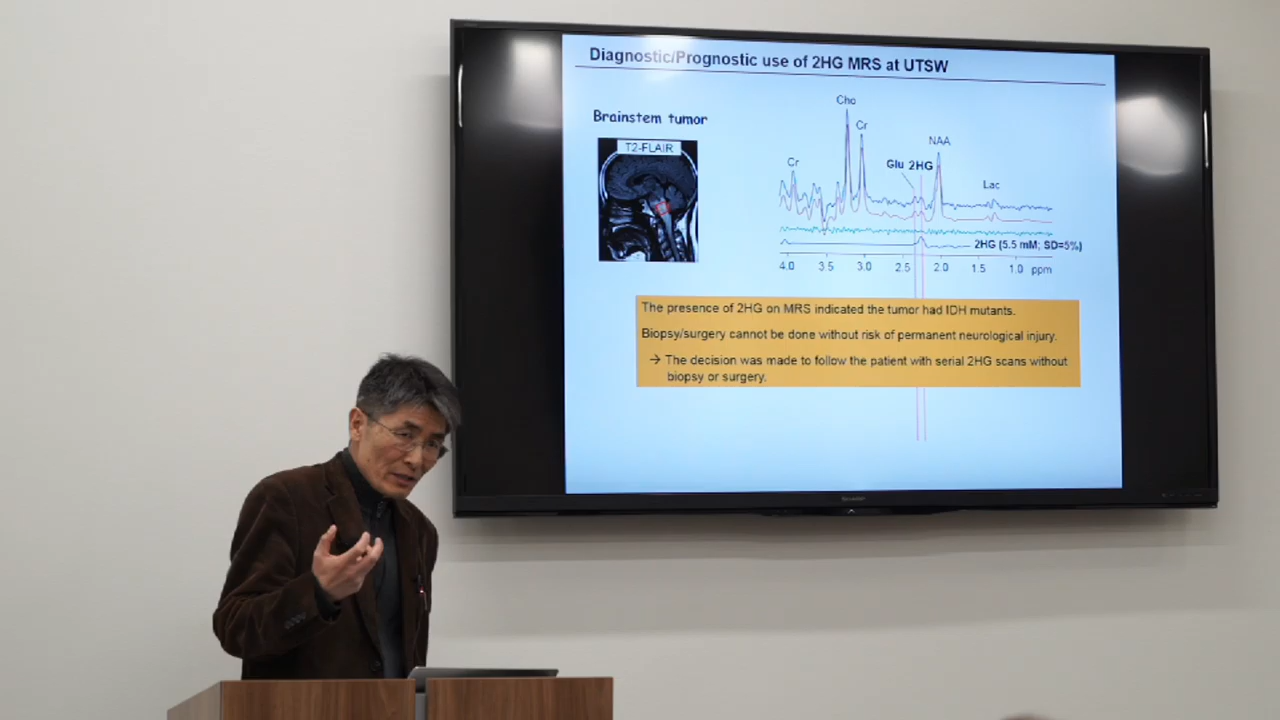 Diagnostic/Prognostic use of 2HG MRS at UTSW
Brainstem tumor
T2-FLAIR
Cho
Cr
NAA
Glu 2HG
Cr
Lac
2HG (5.5 mM; SD=5%)
4.0 3.5 3.0 2.5 2.0 1.5 1.0 ppm
The presence of 2HG on MRS indicated the tumor had IDH mutants.
Biopsy/surgery cannot be done without risk of permanent neurological injury.
→ The decision was made to follow the patient with serial 2HG scans without
biopsy or surgery.
SHARP